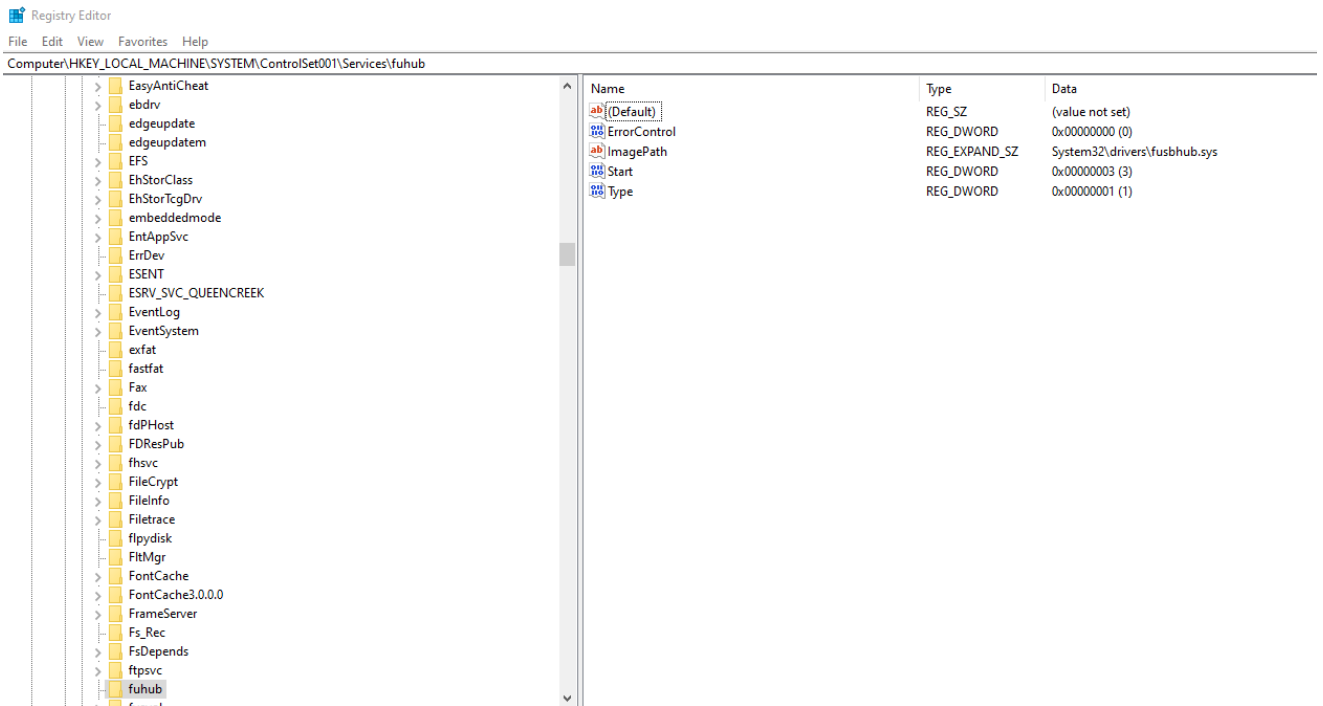 Registry Editor
File Edit View Favorites Help
Computer\HKEY_LOCAL_MACHINE\SYSTEM\ControlSet001\Services\fuhub
EasyAntiCheat
ebdrv
edgeupdate
edgeupdatem
EFS
EhStorClass
EhStorTcgDrv
embeddedmode
EntAppSvc
ErrDev
ESENT
ESRV_SVC_QUEENCREEK
EventLog
EventSystem
exfat
fastfat
Fax
fdc
fdPHost
FDResPub
fhsvc
FileCrypt
FileInfo
Filetrace
flpydisk
FltMgr
FontCache
FontCache3.0.0.0
FrameServer
Fs_Rec
FsDepends
ftpsvc
fuhub
Name Type Data
(Default) REG_SZ (value not set)
ErrorControl REG_DWORD 0x00000000 (0)
ImagePath REG_EXPAND_SZ System32\drivers\fusbhub.sys
Start REG_DWORD 0x00000003 (3)
Type REG_DWORD 0x00000001 (1)